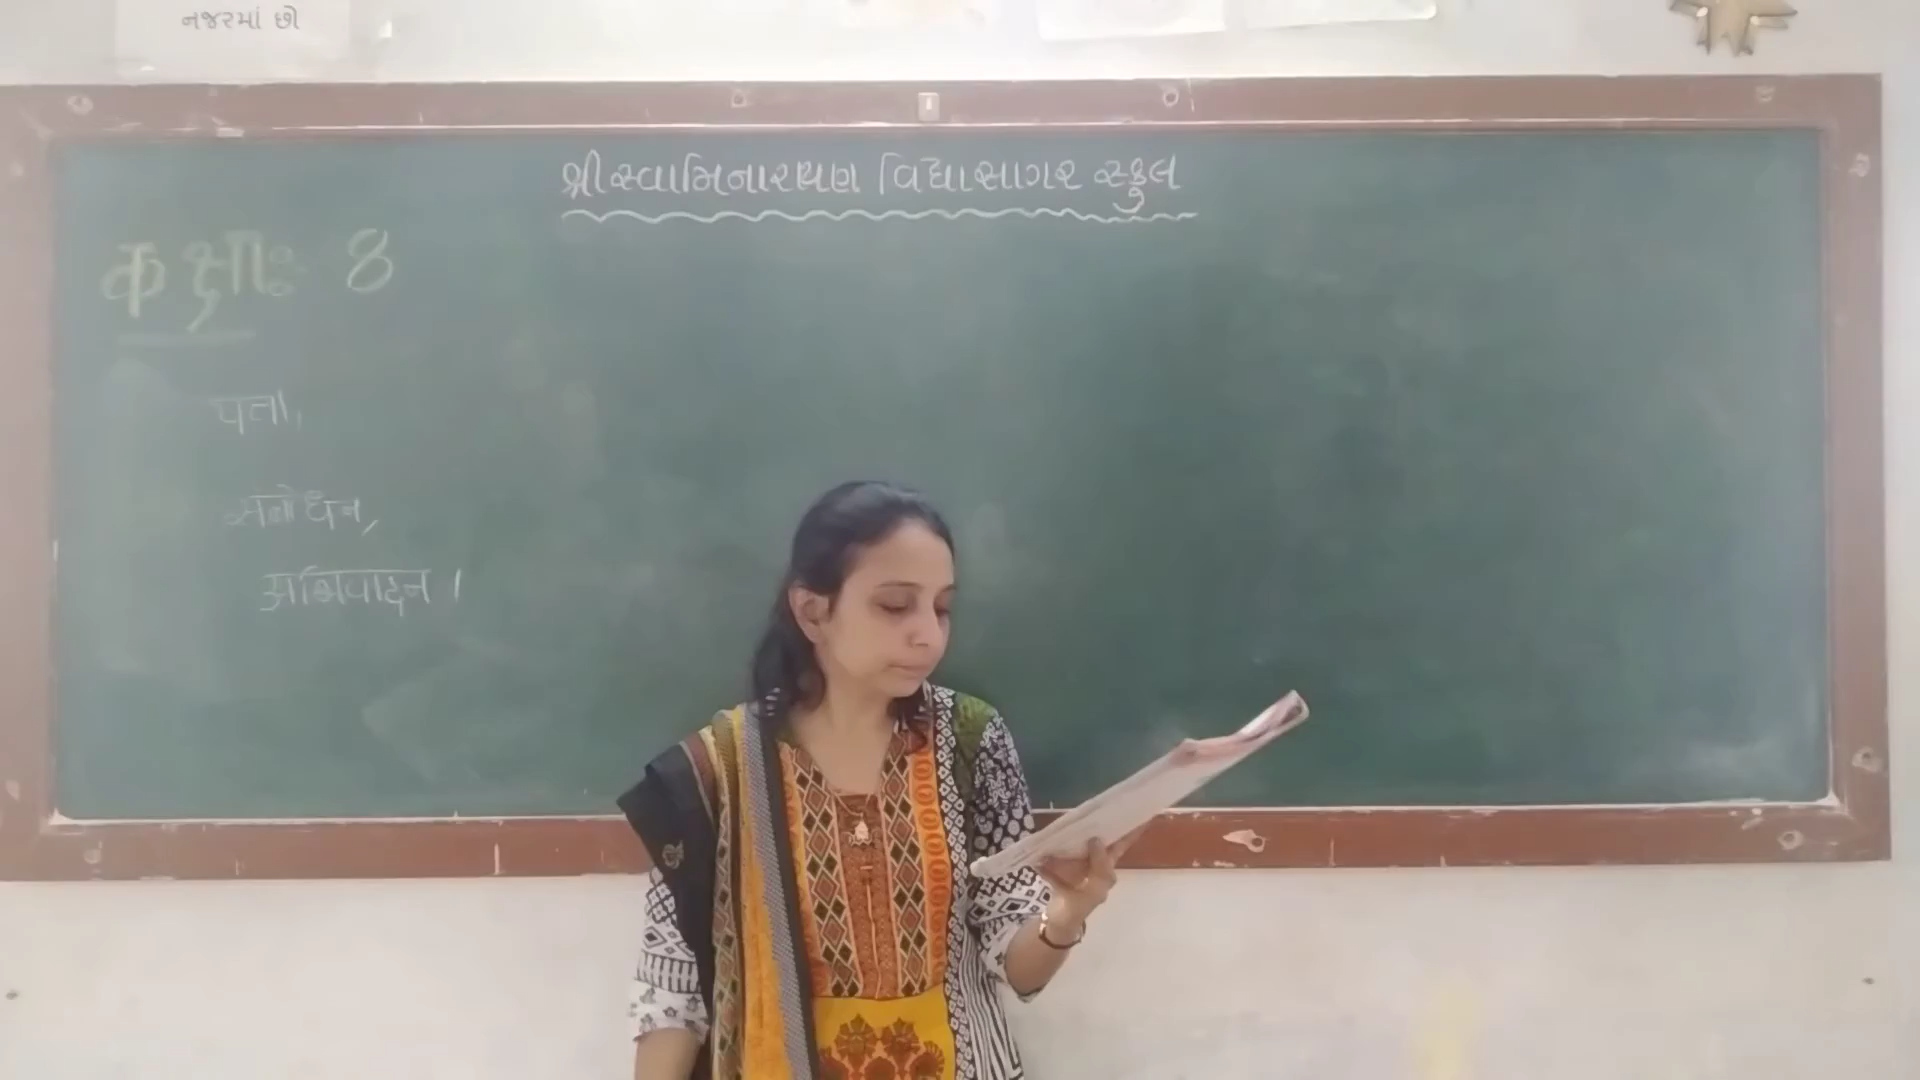 નજરમાં છો
શ્રી સ્વામિનારાયણ વિદ્યાસાગર સ્કુલ
कक्षाः 8
पता,
संबोधन,
अभिवादन ।